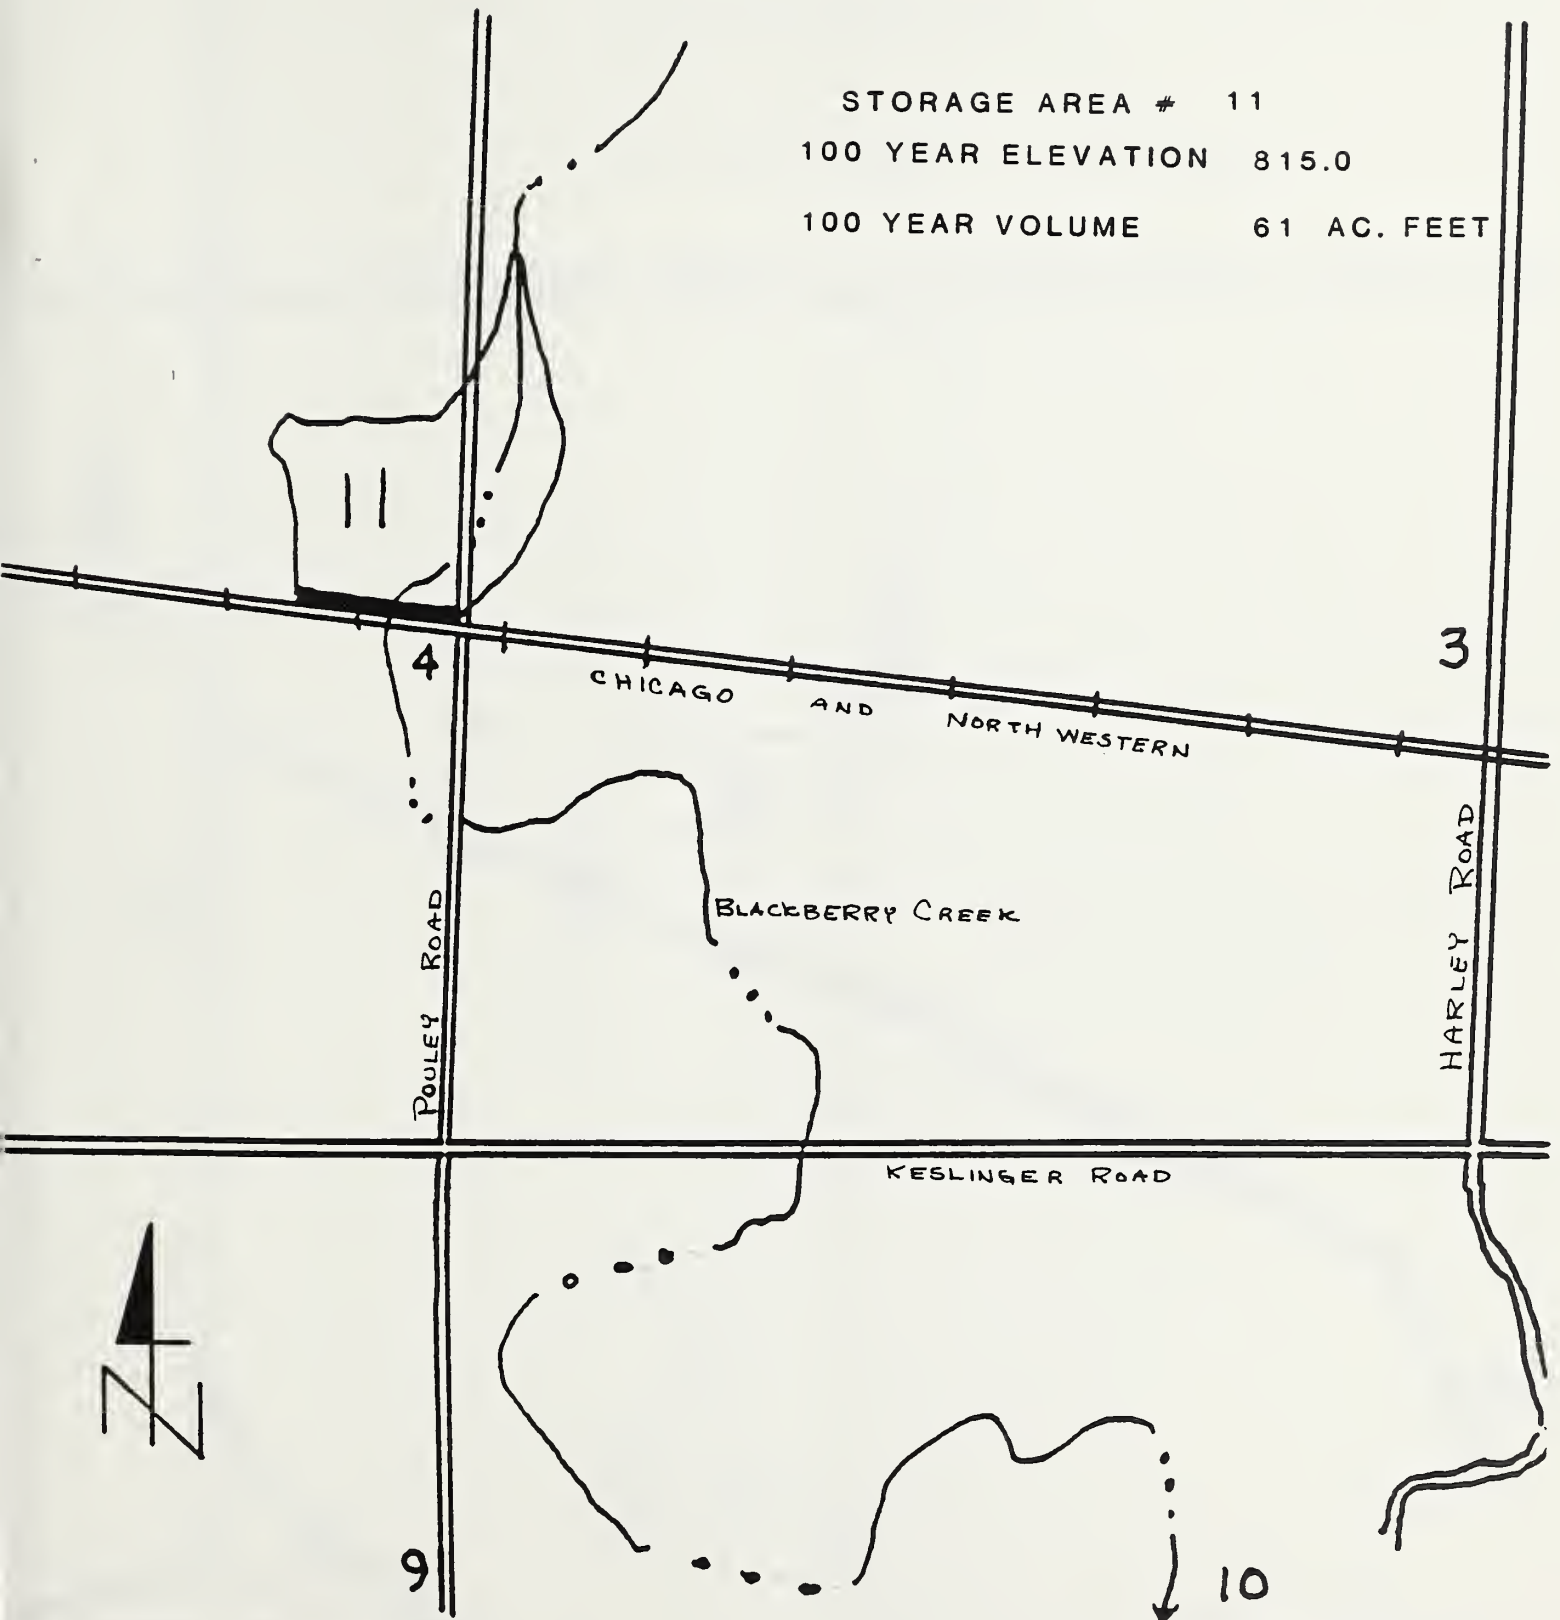 STORAGE AREA # 11
100 YEAR ELEVATION 815.0
100 YEAR VOLUME 61 AC. FEET
11
4
3
CHICAGO AND NORTH WESTERN
BLACKBERRY CREEK
POULEY ROAD
HARLEY ROAD
KESLINGER ROAD
N
9
10